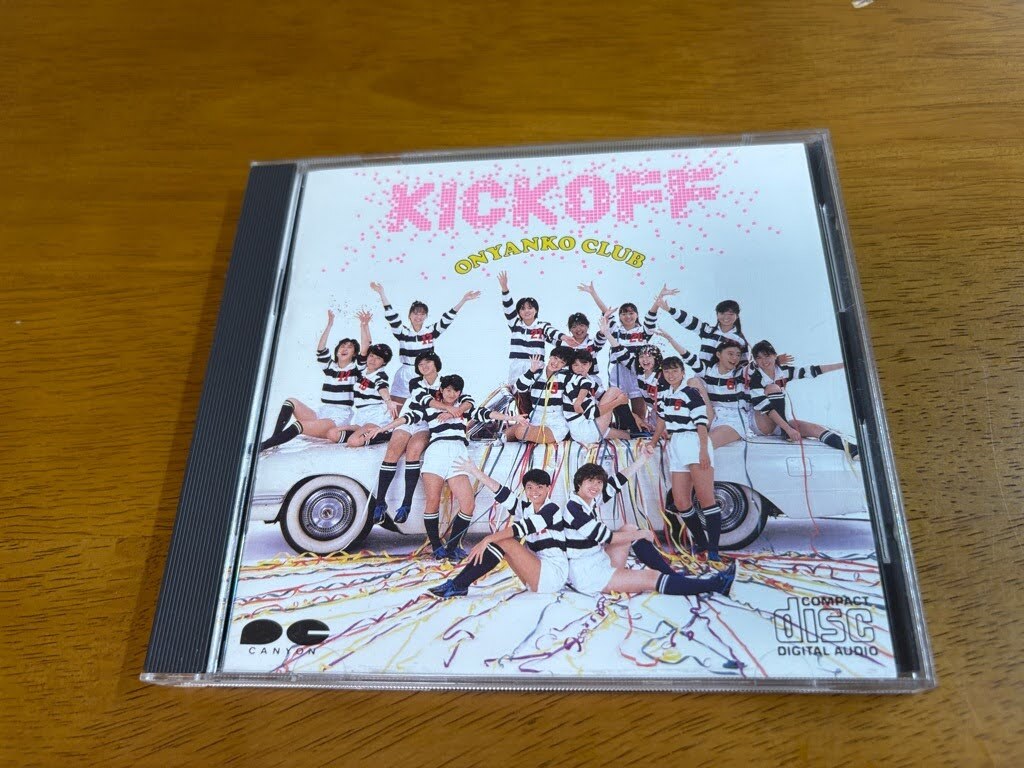 KICKOFF
ONYANKO CLUB
CANYON
COMPACT
disc
DIGITAL AUDIO